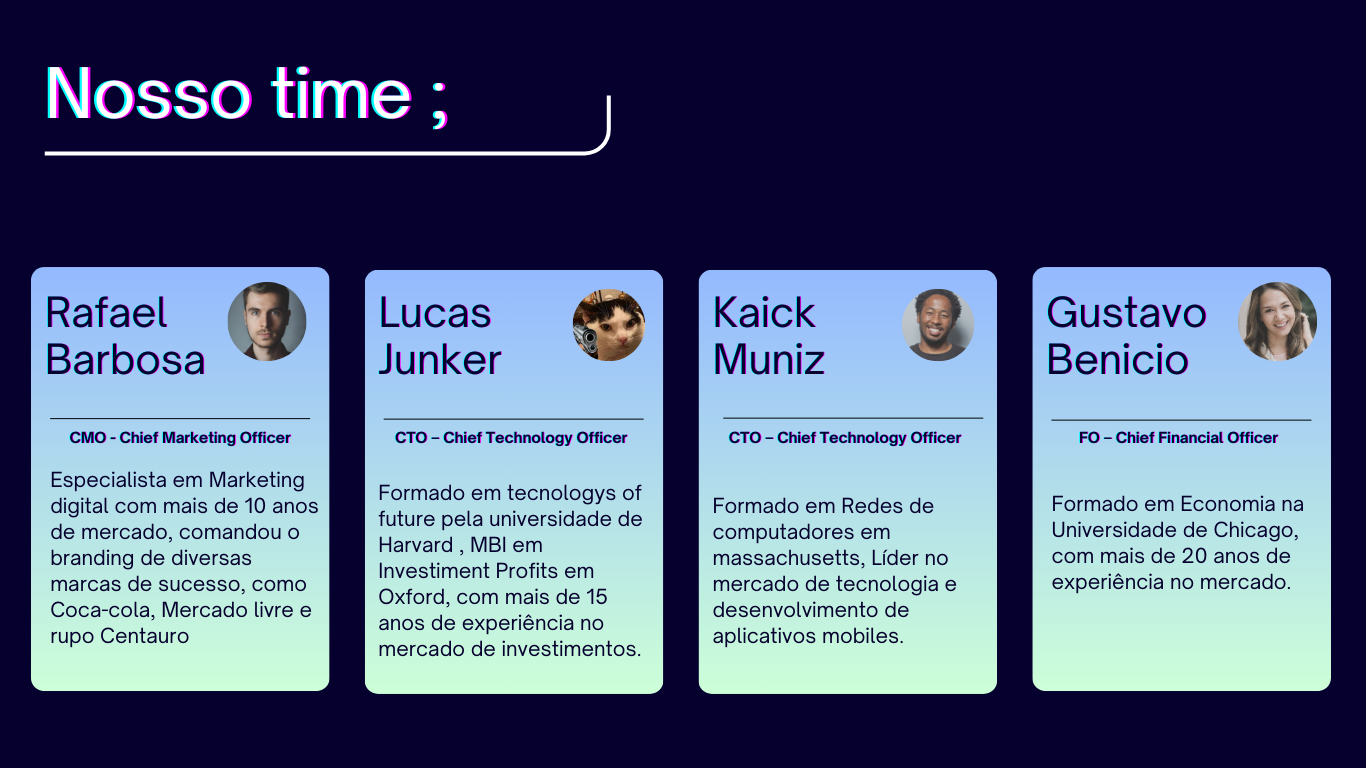 Nosso time ;
Rafael
Barbosa
CMO - Chief Marketing Officer
Especialista em Marketing
digital com mais de 10 anos
de mercado, comandou o
branding de diversas
marcas de sucesso, como
Coca-cola, Mercado livre e
rupo Centauro
Lucas
Junker
CTO – Chief Technology Officer
Formado em tecnologys of
future pela universidade de
Harvard , MBI em
Investiment Profits em
Oxford, com mais de 15
anos de experiência no
mercado de investimentos.
Kaick
Muniz
CTO – Chief Technology Officer
Formado em Redes de
computadores em
massachusetts, Líder no
mercado de tecnologia e
desenvolvimento de
aplicativos mobiles.
Gustavo
Benicio
FO – Chief Financial Officer
Formado em Economia na
Universidade de Chicago,
com mais de 20 anos de
experiência no mercado.